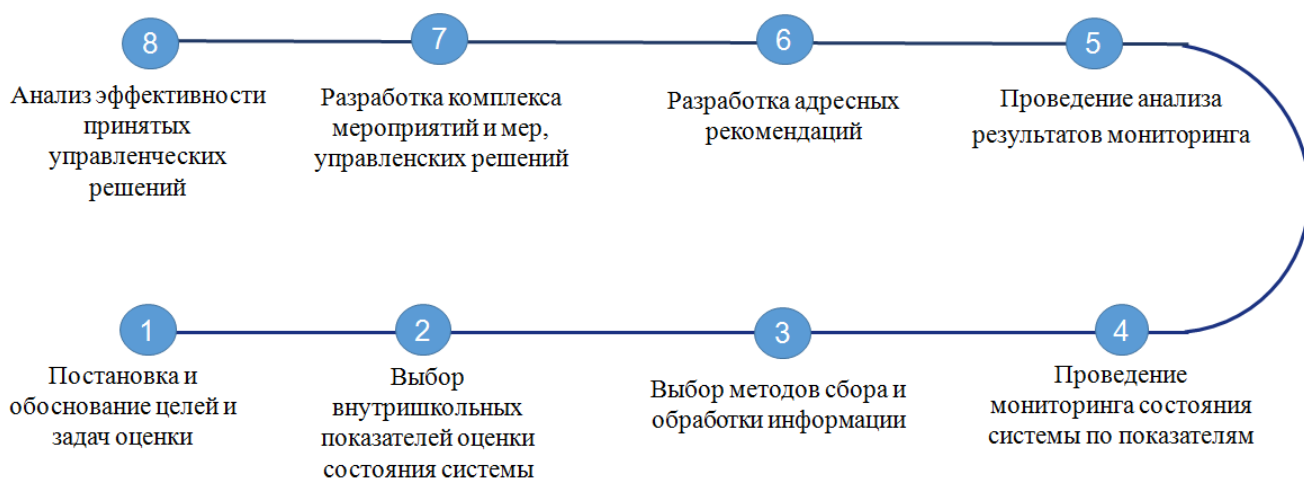 8
Анализ эффективности
принятых
управленческих
решений
7
Разработка комплекса
мероприятий и мер,
управленских решений
6
Разработка адресных
рекомендаций
5
Проведение анализа
результатов мониторинга
1
Постановка и
обоснование целей и
задач оценки
2
Выбор
внутришкольных
показателей оценки
состояния системы
3
Выбор методов сбора и
обработки информации
4
Проведение
мониторинга состояния
системы по показателям